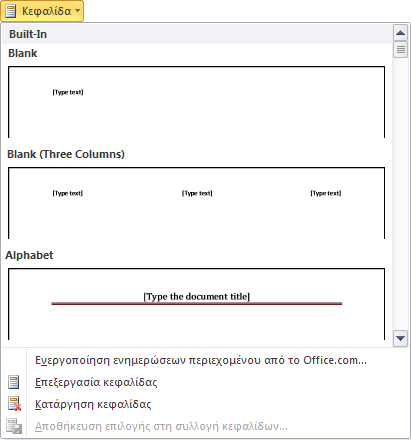 Κεφαλίδα
Built-In
Blank
[Type text]
Blank (Three Columns)
[Type text] [Type text] [Type text]
Alphabet
[Type the document title]
Ενεργοποίηση ενημερώσεων περιεχομένου από το Office.com...
Επεξεργασία κεφαλίδας
Κατάργηση κεφαλίδας
Αποθήκευση επιλογής στη συλλογή κεφαλίδων...